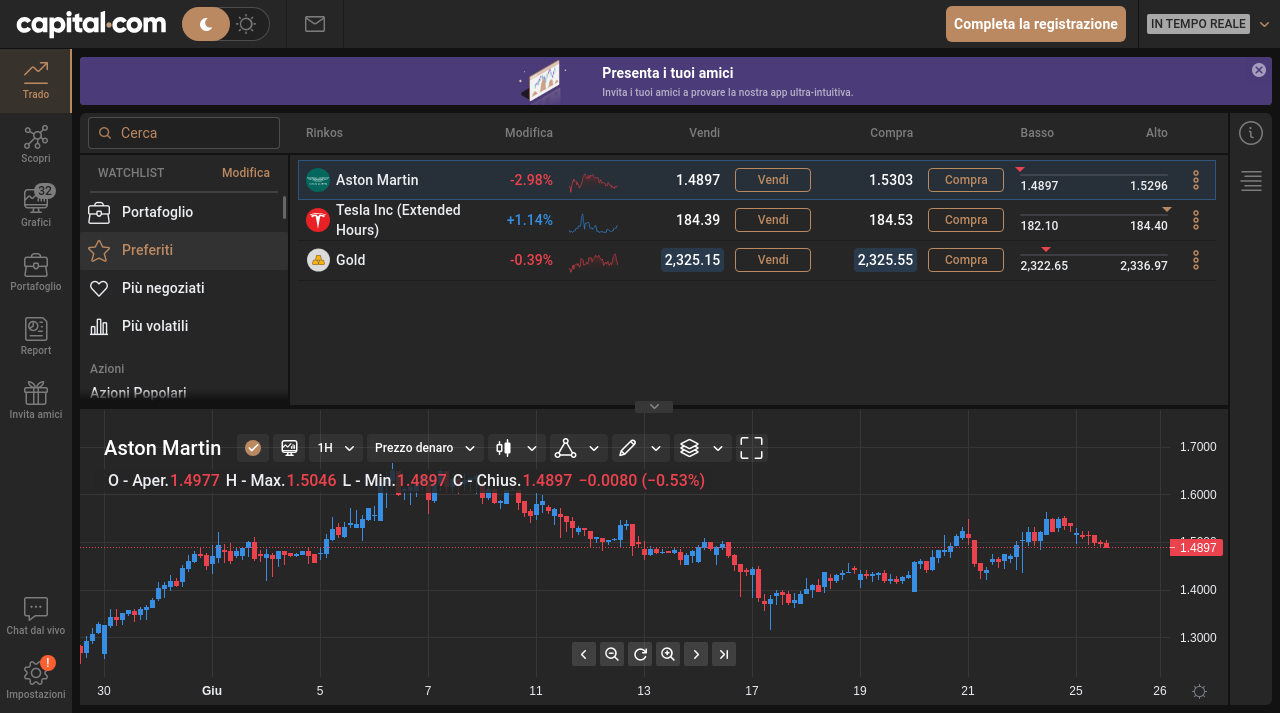 capital.com
Completa la registrazione
IN TEMPO REALE
Trado
Scopri
32
Grafici
Portafoglio
Report
Invita amici
Chat dal vivo
!
Impostazioni
Presenta i tuoi amici
Invita i tuoi amici a provare la nostra app ultra-intuitiva.
Cerca
WATCHLIST Modifica
Portafoglio
Preferiti
Più negoziati
Più volatili
Azioni
Azioni Popolari
Rinkos Modifica Vendi Compra Basso Alto
Aston Martin -2.98% 1.4897 Vendi 1.5303 Compra 1.4897 1.5296
Tesla Inc (Extended
Hours) +1.14% 184.39 Vendi 184.53 Compra 182.10 184.40
Gold -0.39% 2,325.15 Vendi 2,325.55 Compra 2,322.65 2,336.97
Aston Martin 1H Prezzo denaro
O - Aper. 1.4977 H - Max. 1.5046 L - Min. 1.4897 C - Chius. 1.4897 −0.0080 (−0.53%)
1.7000
1.6000
1.4897
1.4000
1.3000
30 Giu 5 7 11 13 17 19 21 25 26